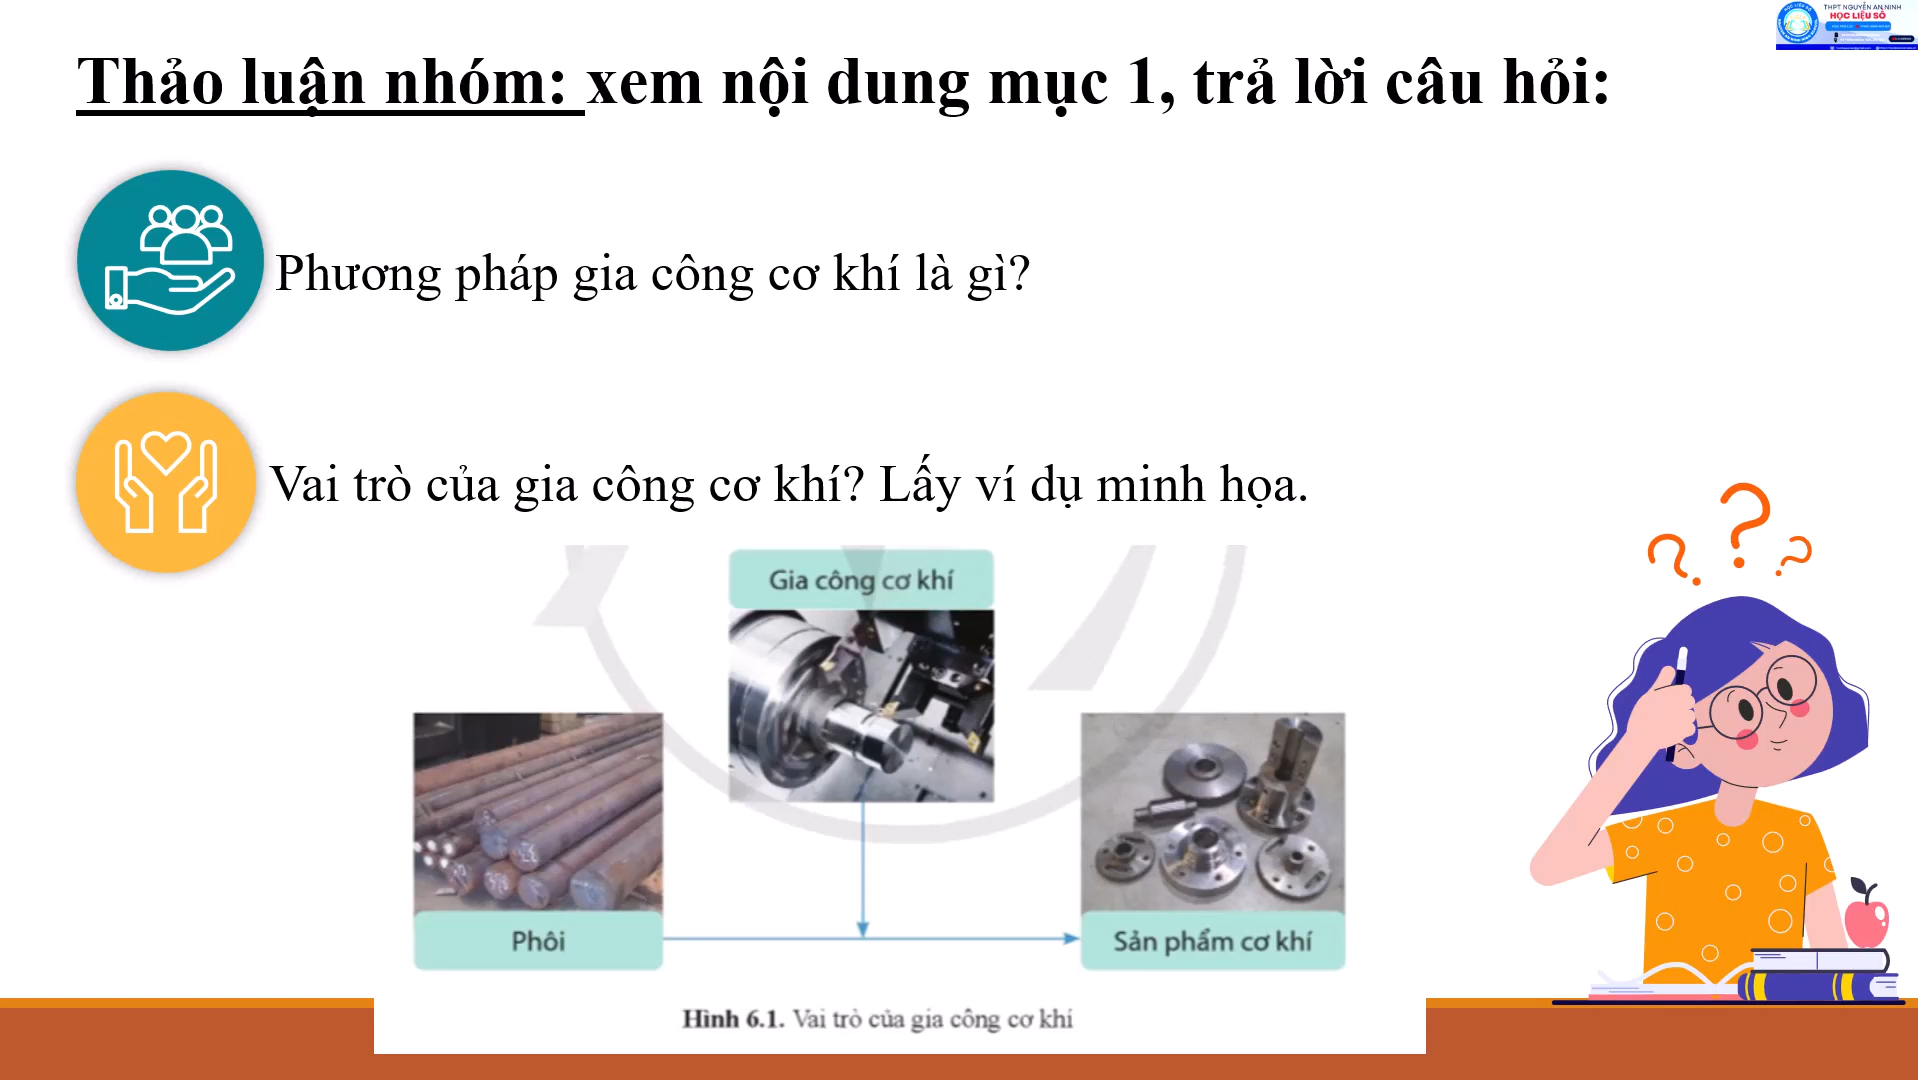 THPT NGUYỄN AN NINH
HỌC LIỆU SỐ
Thảo luận nhóm: xem nội dung mục 1, trả lời câu hỏi:
Phương pháp gia công cơ khí là gì?
Vai trò của gia công cơ khí? Lấy ví dụ minh họa.
Gia công cơ khí
Phôi
Sản phẩm cơ khí
Hình 6.1. Vai trò của gia công cơ khí